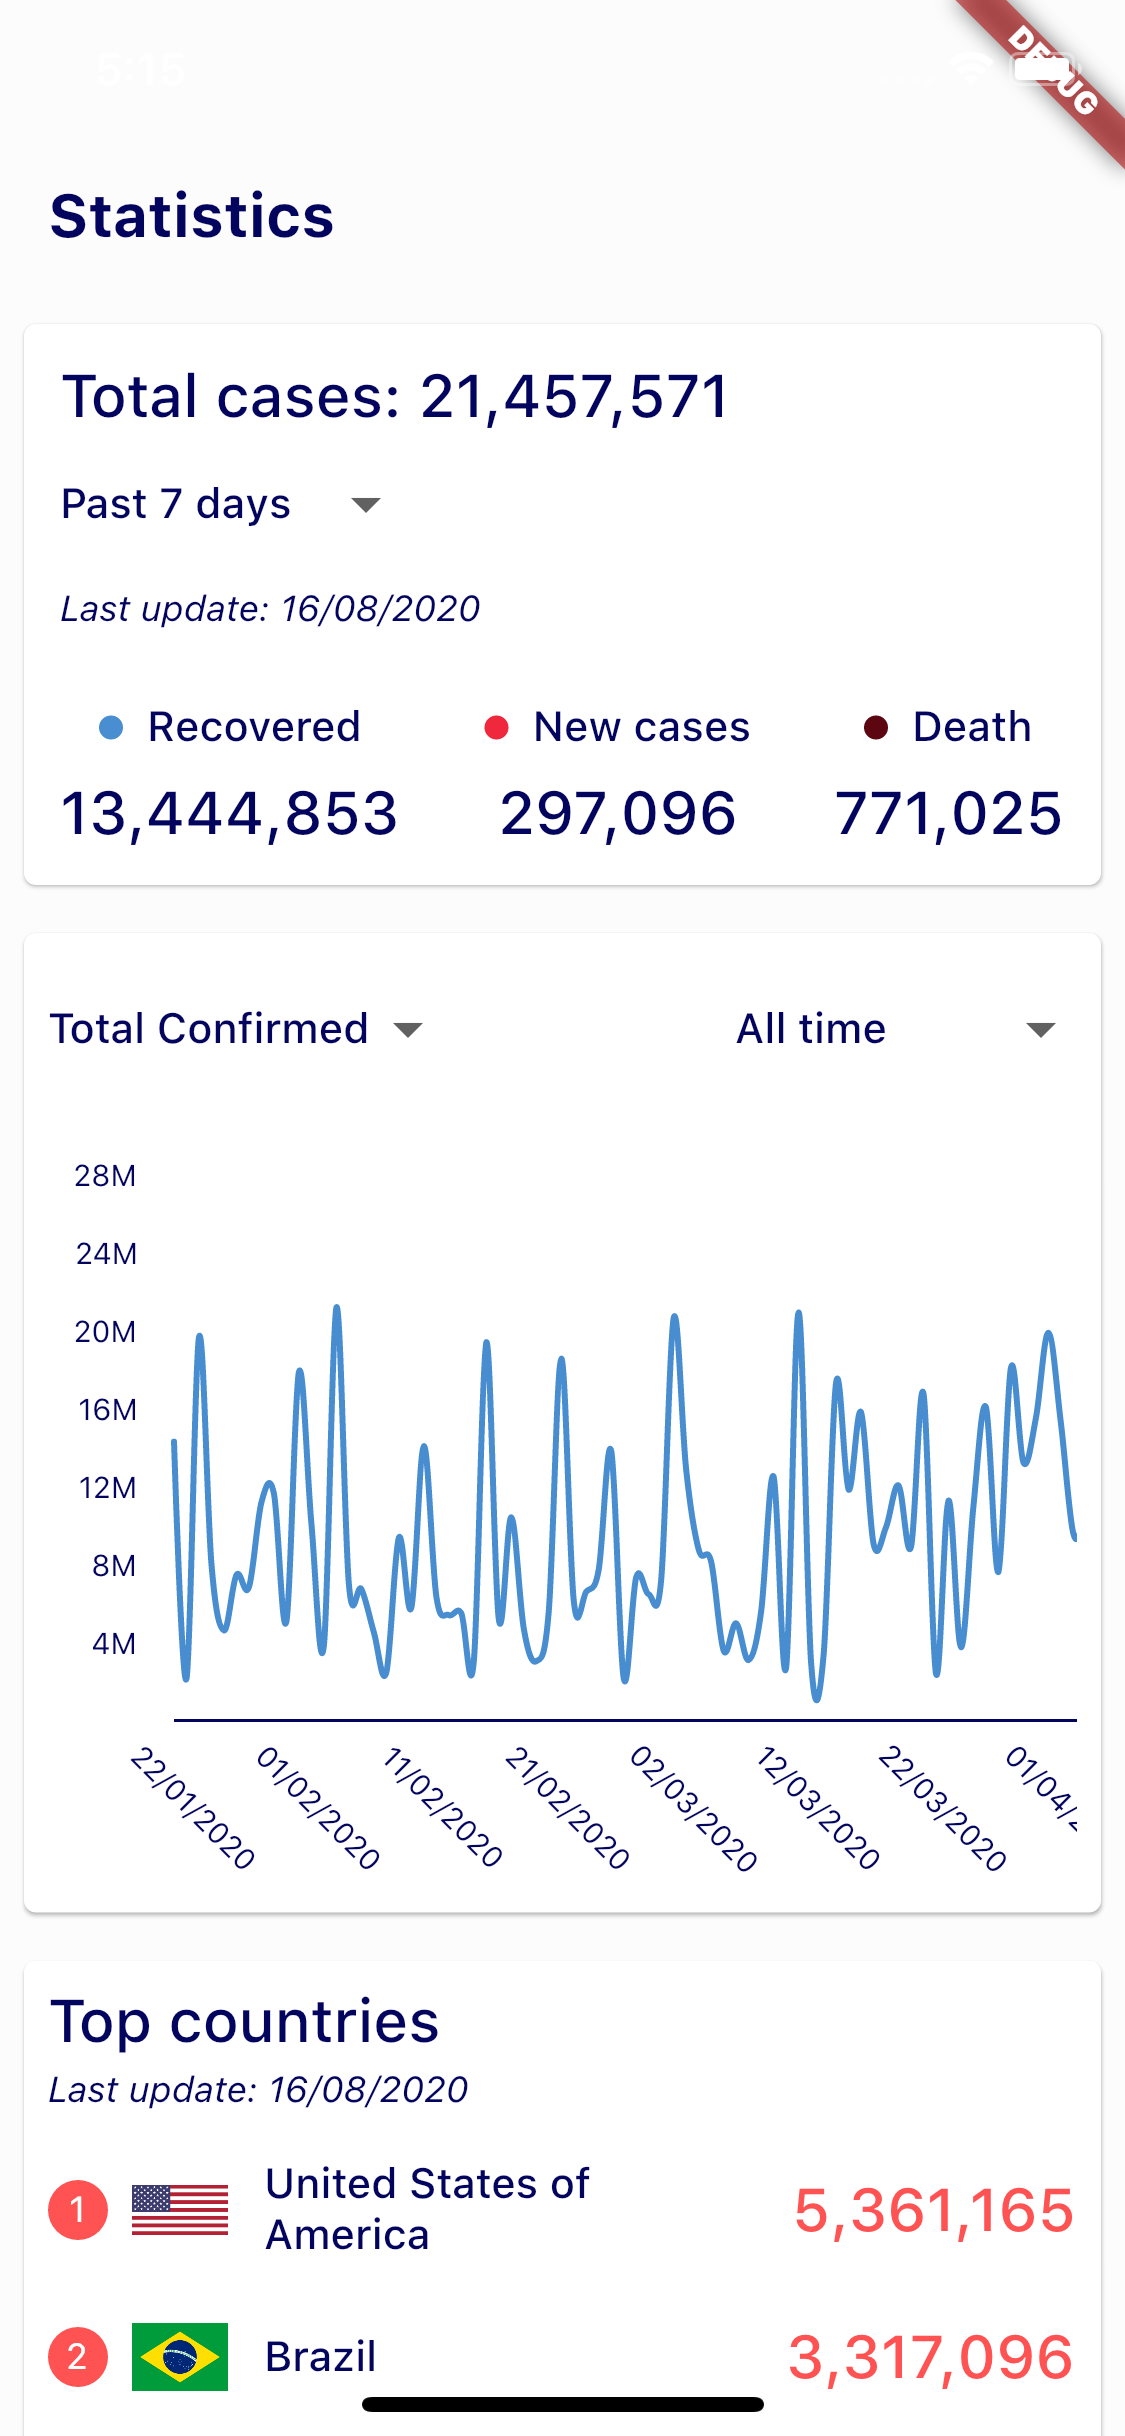 5:15
DEBUG
Statistics
Total cases: 21,457,571
Past 7 days
Last update: 16/08/2020
Recovered New cases Death
13,444,853 297,096 771,025
Total Confirmed All time
28M
24M
20M
16M
12M
8M
4M
22/01/2020 01/02/2020 11/02/2020 21/02/2020 02/03/2020 12/03/2020 22/03/2020 01/04/2
Top countries
Last update: 16/08/2020
1 United States of
America 5,361,165
2 Brazil 3,317,096